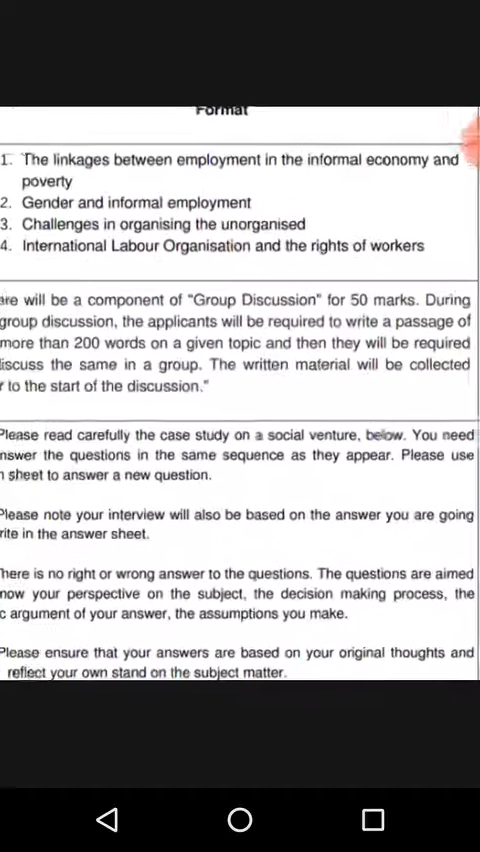 Format
1. The linkages between employment in the informal economy and
poverty
2. Gender and informal employment
3. Challenges in organising the unorganised
4. International Labour Organisation and the rights of workers
are will be a component of "Group Discussion" for 50 marks. During
group discussion, the applicants will be required to write a passage of
more than 200 words on a given topic and then they will be required
liscuss the same in a group. The written material will be collected
r to the start of the discussion."
Please read carefully the case study on a social venture, below. You need
nswer the questions in the same sequence as they appear. Please use
n sheet to answer a new question.
Please note your interview will also be based on the answer you are going
rite in the answer sheet.
here is no right or wrong answer to the questions. The questions are aimed
now your perspective on the subject, the decision making process, the
c argument of your answer, the assumptions you make.
Please ensure that your answers are based on your original thoughts and
reflect your own stand on the subject matter.